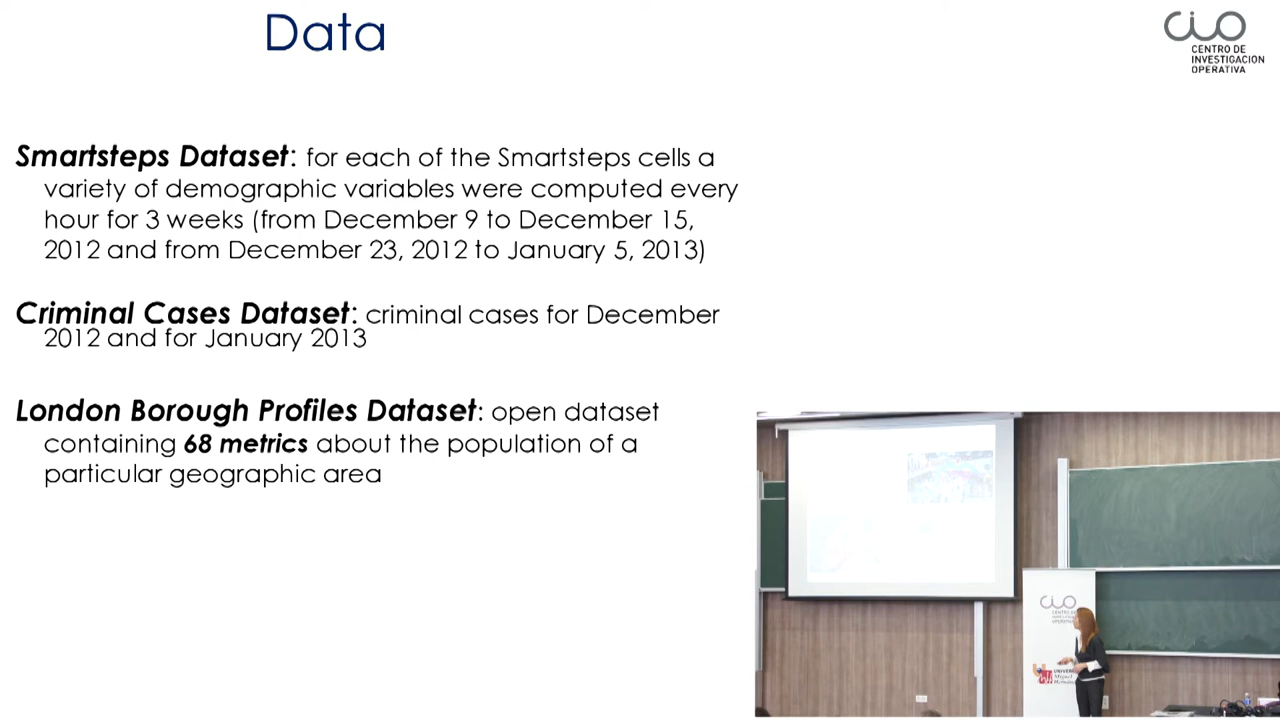 Data
CENTRO DE
INVESTIGACION
OPERATIVA
Smartsteps Dataset: for each of the Smartsteps cells a
variety of demographic variables were computed every
hour for 3 weeks (from December 9 to December 15,
2012 and from December 23, 2012 to January 5, 2013)
Criminal Cases Dataset: criminal cases for December
2012 and for January 2013
London Borough Profiles Dataset: open dataset
containing 68 metrics about the population of a
particular geographic area